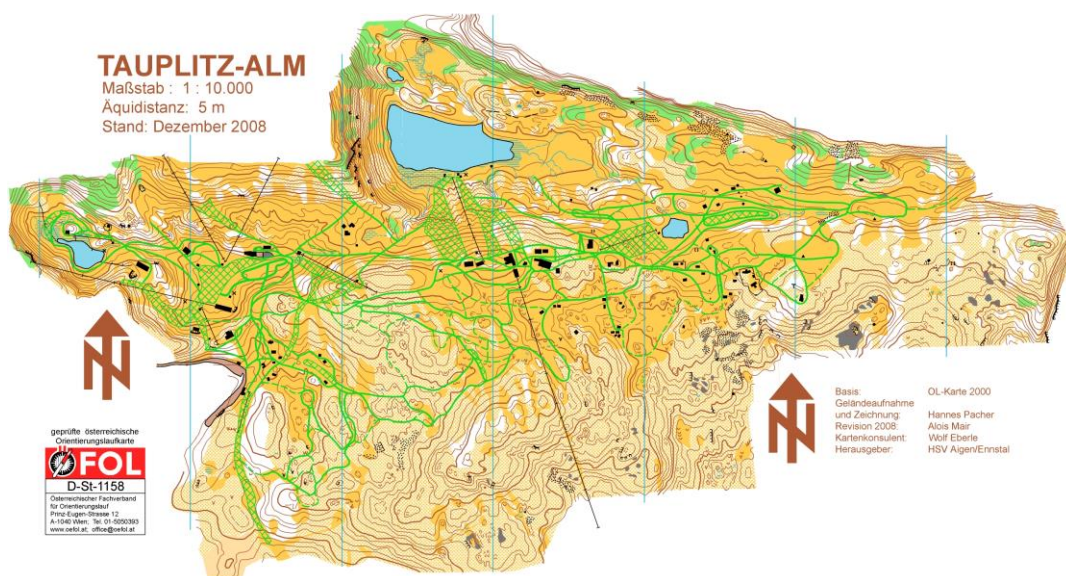 TAUPLITZ-ALM
Maßstab : 1 : 10.000
Äquidistanz: 5 m
Stand: Dezember 2008
geprüfte österreichische
Orientierungslaufkarte
ÖFOL
D-St-1158
Österreichischer Fachverband
für Orientierungslauf
Prinz-Eugen-Strasse 12
A-1040 Wien; Tel. 01-5050393
www.oefol.at; office@oefol.at
Basis: OL-Karte 2000
Geländeaufnahme
und Zeichnung: Hannes Pacher
Revision 2008: Alois Mair
Kartenkonsulent: Wolf Eberle
Herausgeber: HSV Aigen/Ennstal